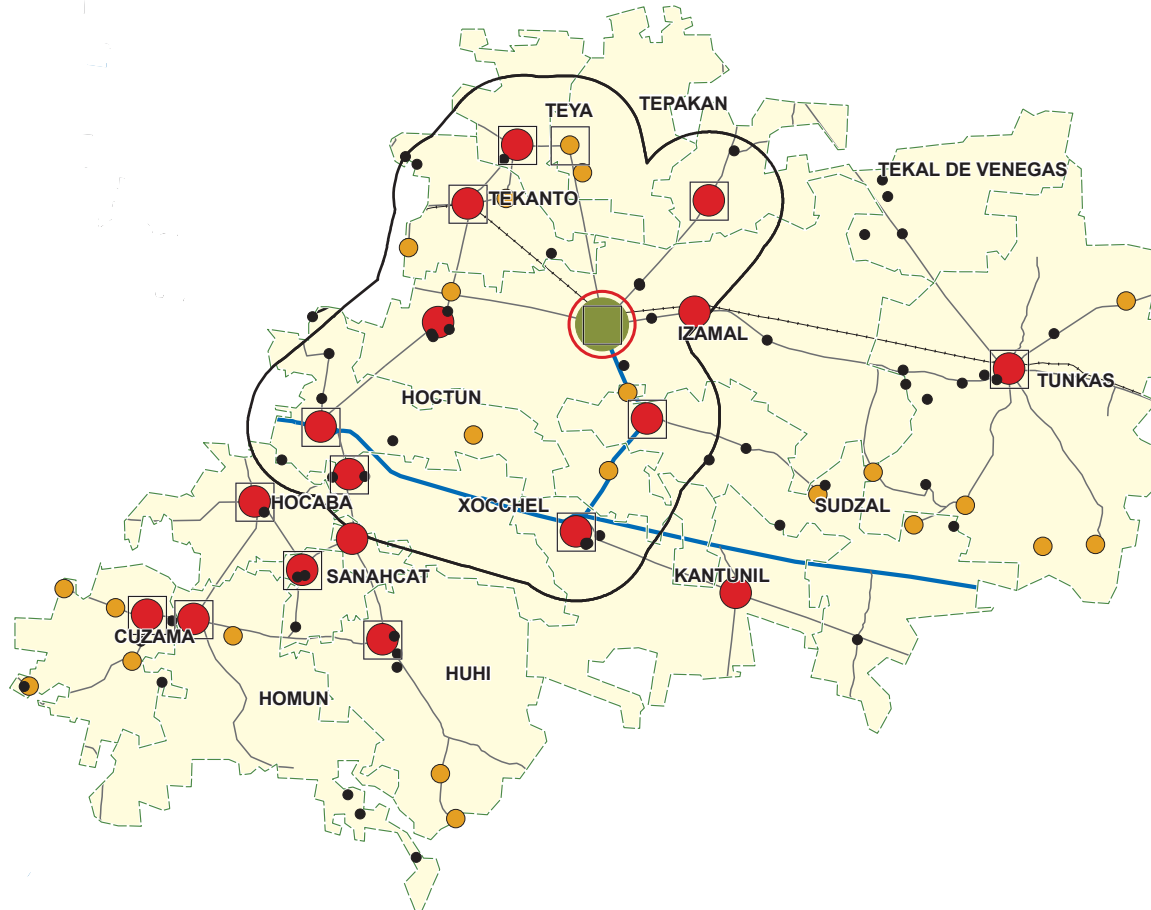 TEPAKAN
TEYA
TEKAL DE VENEGAS
TEKANTO
IZAMAL
TUNKAS
HOCTUN
HOCABA
XOCCHEL
SUDZAL
SANAHCAT
KANTUNIL
CUZAMA
HUHI
HOMUN